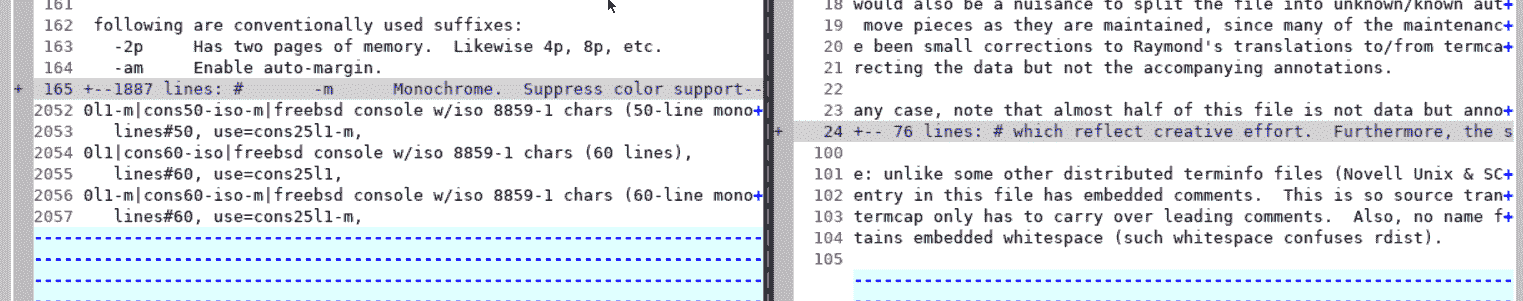 161
162 following are conventionally used suffixes:
163 -2p Has two pages of memory. Likewise 4p, 8p, etc.
164 -am Enable auto-margin.
+ 165 +--1887 lines: # -m Monochrome. Suppress color support--
2052 0l1-m|cons50-iso-m|freebsd console w/iso 8859-1 chars (50-line mono+
2053 lines#50, use=cons25l1-m,
2054 0l1|cons60-iso|freebsd console w/iso 8859-1 chars (60 lines),
2055 lines#60, use=cons25l1,
2056 0l1-m|cons60-iso-m|freebsd console w/iso 8859-1 chars (60-line mono+
2057 lines#60, use=cons25l1-m,
18 would also be a nuisance to split the file into unknown/known aut+
19 move pieces as they are maintained, since many of the maintenanc+
20 e been small corrections to Raymond's translations to/from termca+
21 recting the data but not the accompanying annotations.
22
23 any case, note that almost half of this file is not data but anno+
+ 24 +-- 76 lines: # which reflect creative effort. Furthermore, the s
100
101 e: unlike some other distributed terminfo files (Novell Unix & SC+
102 entry in this file has embedded comments. This is so source tran+
103 termcap only has to carry over leading comments. Also, no name f+
104 tains embedded whitespace (such whitespace confuses rdist).
105